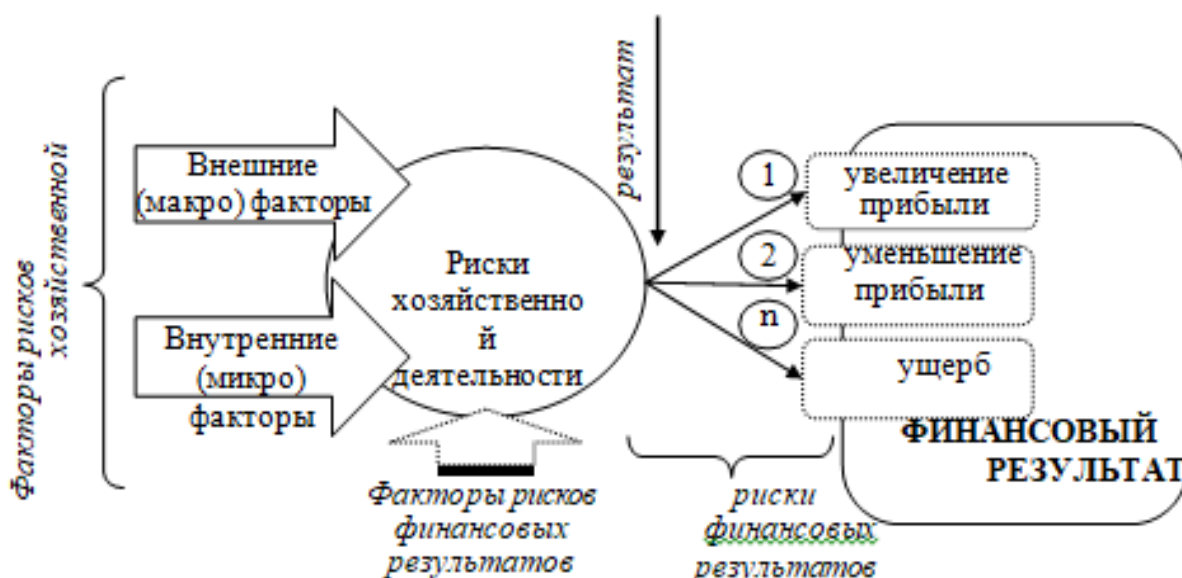 Факторы рисков
хозяйственной
Внешние
(макро) факторы
Внутренние
(микро)
факторы
Риски
хозяйственно
й
деятельности
Факторы рисков
финансовых
результатов
результат
1
2
n
риски
финансовых
результатов
увеличение
прибыли
уменьшение
прибыли
ущерб
ФИНАНСОВЫЙ
РЕЗУЛЬТАТ